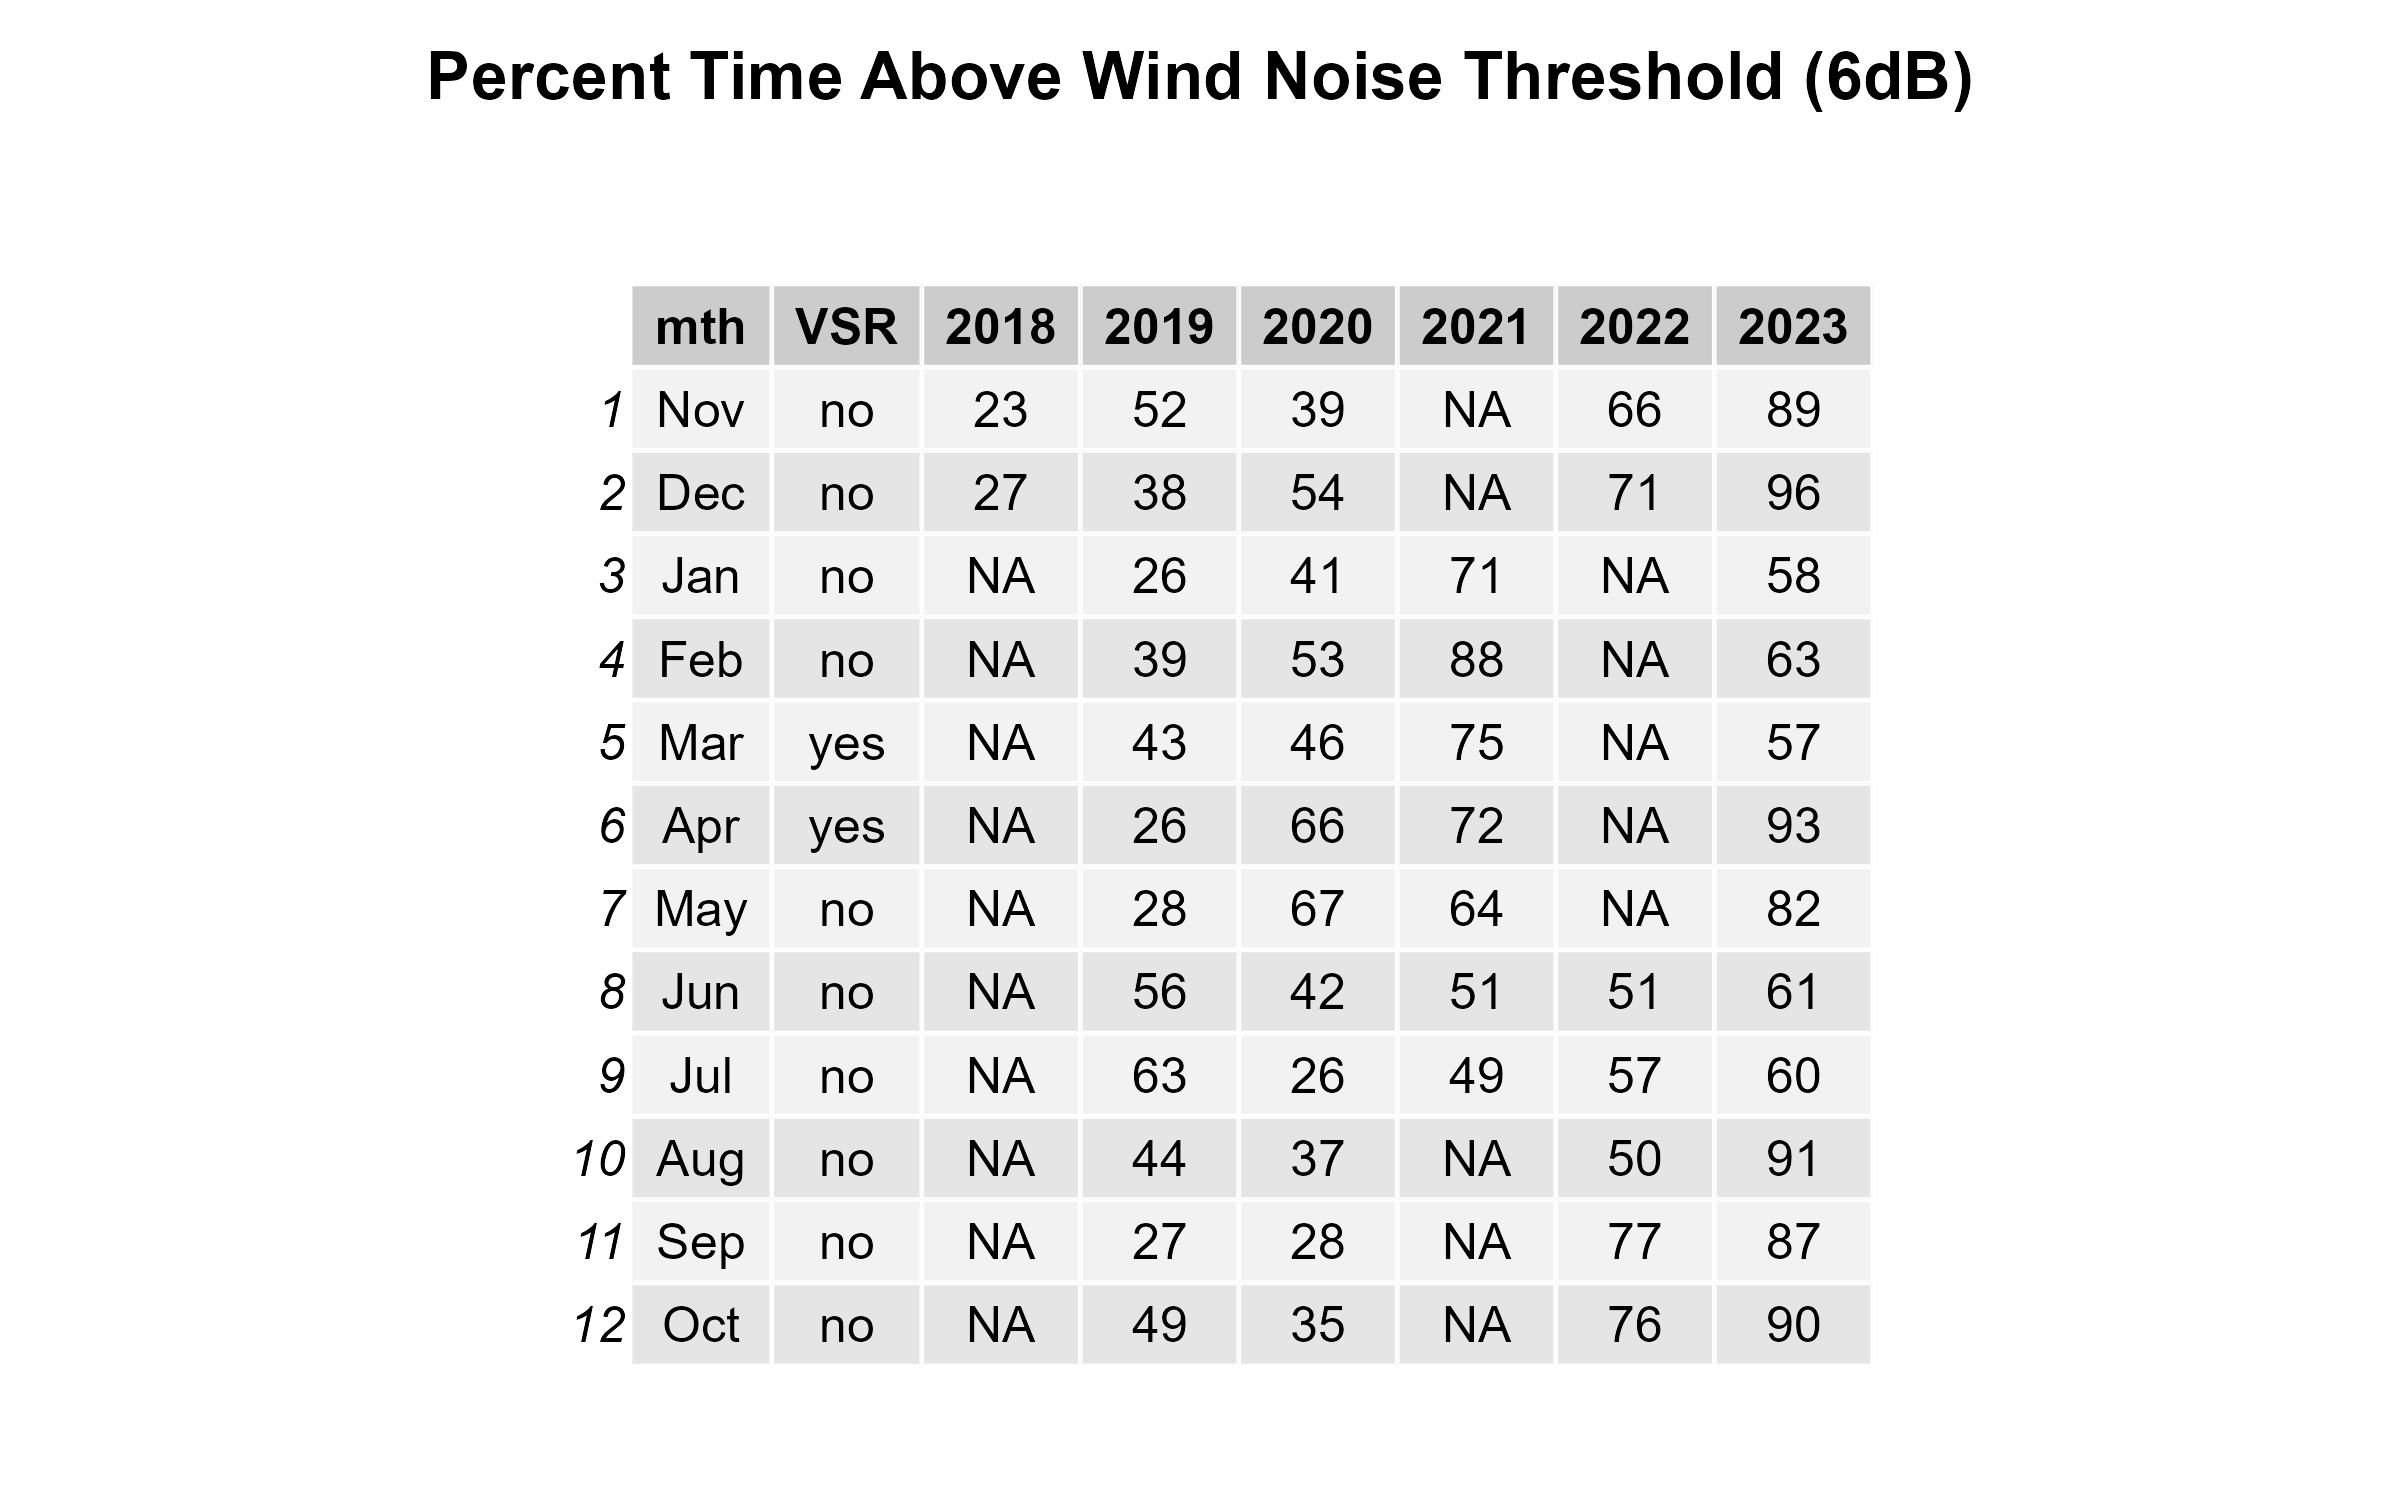 Percent Time Above Wind Noise Threshold (6dB)
mth VSR 2018 2019 2020 2021 2022 2023
1 Nov no 23 52 39 NA 66 89
2 Dec no 27 38 54 NA 71 96
3 Jan no NA 26 41 71 NA 58
4 Feb no NA 39 53 88 NA 63
5 Mar yes NA 43 46 75 NA 57
6 Apr yes NA 26 66 72 NA 93
7 May no NA 28 67 64 NA 82
8 Jun no NA 56 42 51 51 61
9 Jul no NA 63 26 49 57 60
10 Aug no NA 44 37 NA 50 91
11 Sep no NA 27 28 NA 77 87
12 Oct no NA 49 35 NA 76 90